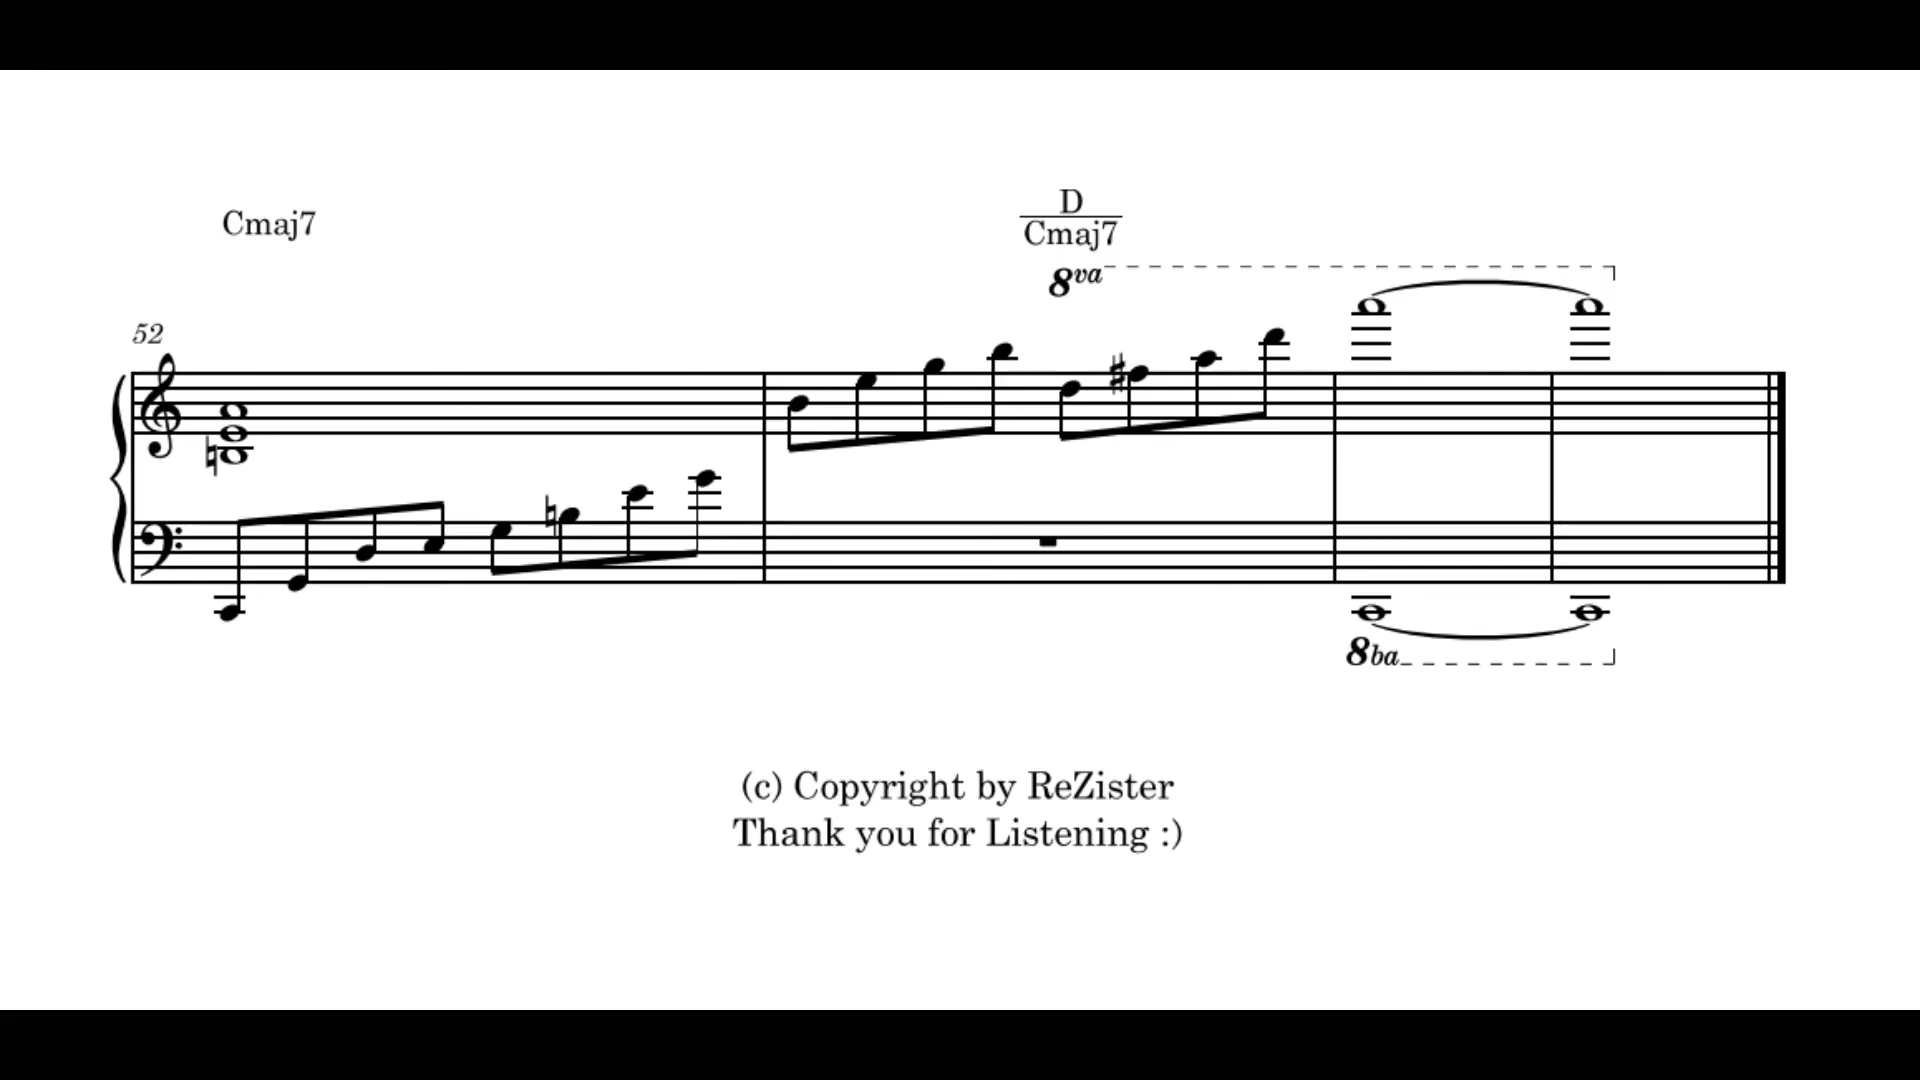 Cmaj7
D
Cmaj7
8va
52
8ba
(c) Copyright by ReZister
Thank you for Listening :)